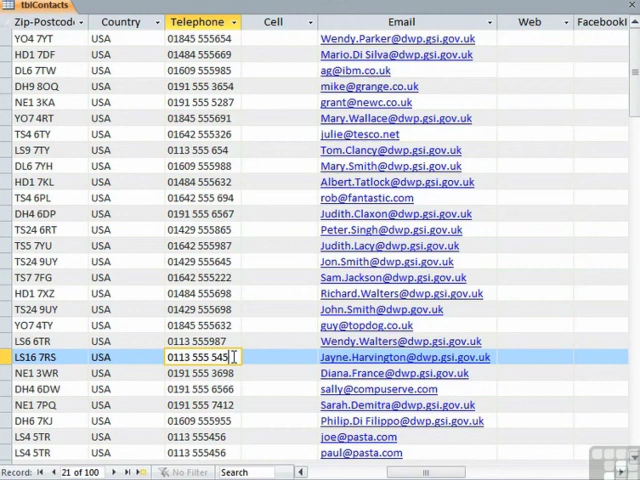 tblContacts
Zip-Postcode Country Telephone Cell Email Web FacebookI
YO4 7YT USA 01845 555654 Wendy.Parker@dwp.gsi.gov.uk
HD1 7DF USA 01484 555669 Mario.Di Silva@dwp.gsi.gov.uk
DL6 7TW USA 01609 555985 ag@ibm.co.uk
DH9 8OQ USA 0191 555 3654 mike@grange.co.uk
NE1 3KA USA 0191 555 5287 grant@newc.co.uk
YO7 4RT USA 01845 555691 Mary.Wallace@dwp.gsi.gov.uk
TS4 6TY USA 01642 555326 julie@tesco.net
LS9 7TY USA 0113 555 654 Tom.Clancy@dwp.gsi.gov.uk
DL6 7YH USA 01609 555988 Mary.Smith@dwp.gsi.gov.uk
HD1 7KL USA 01484 555632 Albert.Tatlock@dwp.gsi.gov.uk
TS4 6PL USA 01642 555 694 rob@fantastic.com
DH4 6DP USA 0191 555 6567 Judith.Claxon@dwp.gsi.gov.uk
TS24 6RT USA 01429 555865 Peter.Singh@dwp.gsi.gov.uk
TS5 7YU USA 01642 555987 Judith.Lacy@dwp.gsi.gov.uk
TS24 9UY USA 01429 555635 Jon.Smith@dwp.gsi.gov.uk
TS7 7FG USA 01642 555222 Sam.Jackson@dwp.gsi.gov.uk
HD1 7XZ USA 01484 555698 Richard.Walters@dwp.gsi.gov.uk
TS24 9UY USA 01429 555698 John.Smith@dwp.gsi.gov.uk
YO7 4TY USA 01845 555632 guy@topdog.co.uk
LS6 6TR USA 0113 555987 Wendy.Walters@dwp.gsi.gov.uk
LS16 7RS USA 0113 555 545 Jayne.Harvington@dwp.gsi.gov.uk
NE1 3WR USA 0191 555 3698 Diana.France@dwp.gsi.gov.uk
DH4 6DW USA 0191 555 6566 sally@compuserve.com
NE1 7PQ USA 0191 555 7412 Sarah.Demitra@dwp.gsi.gov.uk
DH6 7KJ USA 01609 555955 Philip.Di Filippo@dwp.gsi.gov.uk
LS4 5TR USA 0113 555456 joe@pasta.com
LS4 5TR USA 0113 555456 paul@pasta.com
Record: 21 of 100 No Filter Search